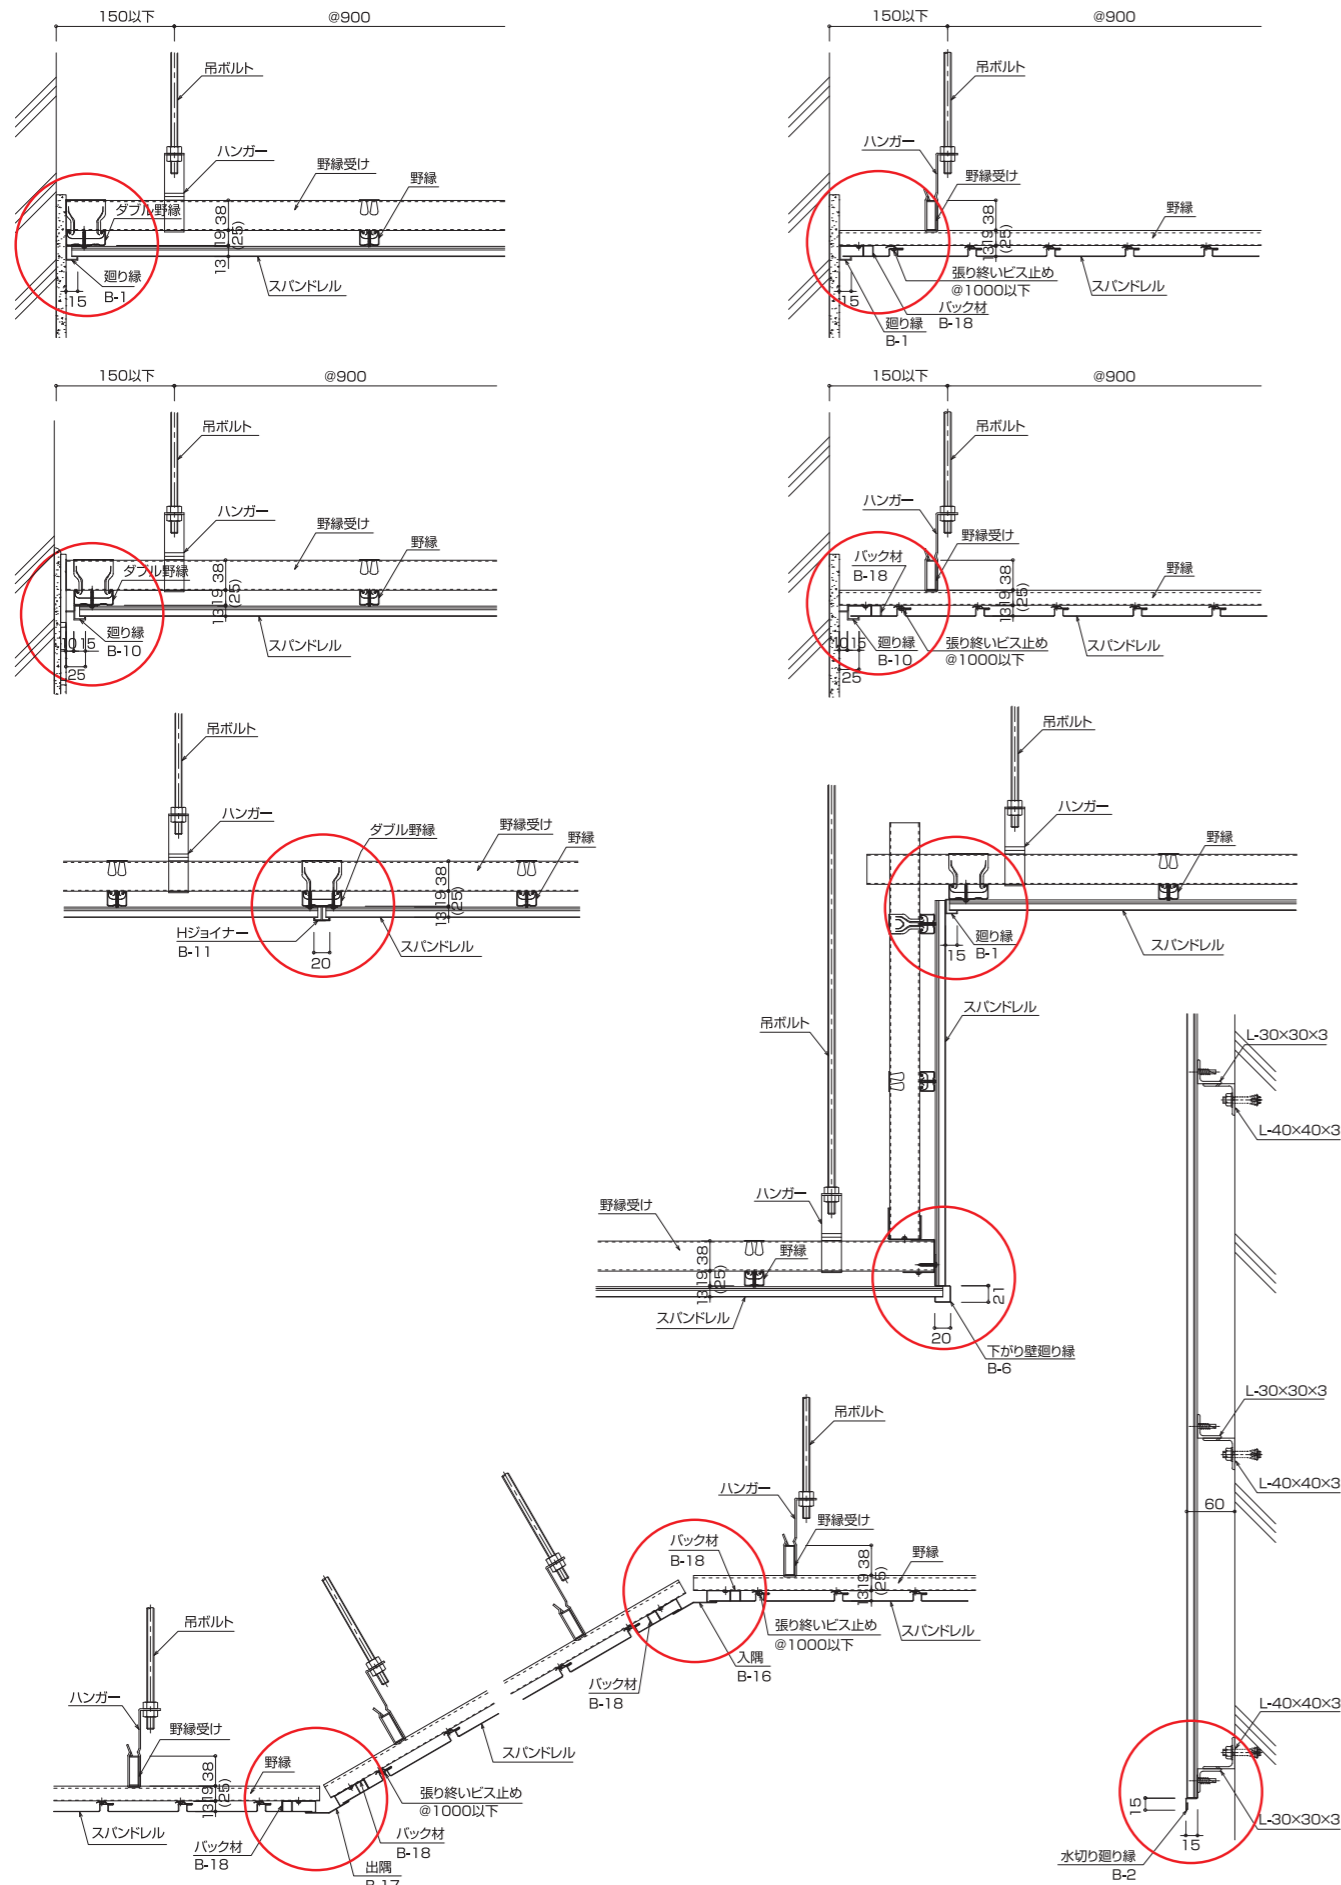 150以下
@900
吊ボルト
ハンガー
野縁受け
野縁
ダブル野縁
38
19
(25)
13
廻り縁
B-1
15
スパンドレル
150以下
@900
吊ボルト
ハンガー
野縁受け
38
19
(25)
13
野縁
張り終いビス止め
@1000以下
スパンドレル
15
バック材
B-18
廻り縁
B-1
150以下
@900
吊ボルト
ハンガー
野縁受け
野縁
ダブル野縁
38
19
(25)
13
廻り縁
B-10
スパンドレル
10
15
25
150以下
@900
吊ボルト
ハンガー
野縁受け
バック材
B-18
38
19
(25)
13
野縁
10
15
廻り縁
B-10
張り終いビス止め
@1000以下
スパンドレル
25
吊ボルト
ハンガー
ダブル野縁
野縁受け
野縁
38
19
(25)
13
Hジョイナー
B-11
スパンドレル
20
吊ボルト
ハンガー
野縁
廻り縁
B-1
15
スパンドレル
スパンドレル
吊ボルト
ハンガー
野縁受け
野縁
38
19
(25)
13
スパンドレル
21
20
下がり壁廻り縁
B-6
L-30×30×3
L-40×40×3
L-30×30×3
L-40×40×3
60
L-40×40×3
L-30×30×3
15
15
水切り廻り縁
B-2
吊ボルト
ハンガー
野縁受け
バック材
B-18
38
19
(25)
13
野縁
張り終いビス止め
@1000以下
スパンドレル
入隅
B-16
バック材
B-18
吊ボルト
ハンガー
野縁受け
野縁
38
19
(25)
13
スパンドレル
スパンドレル
張り終いビス止め
@1000以下
バック材
B-18
バック材
B-18
出隅
B-17